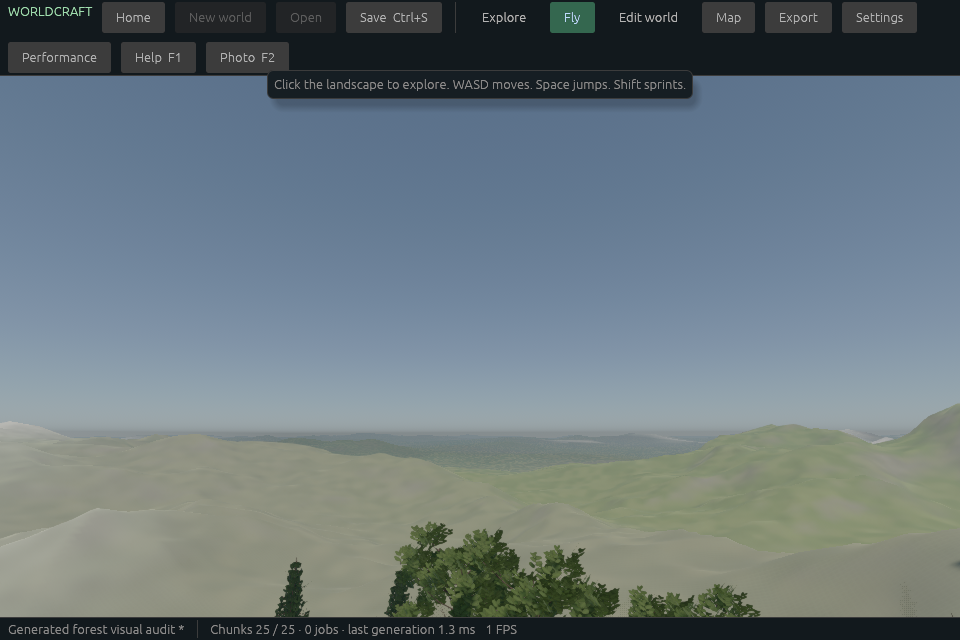 WORLDCRAFT Home New world Open Save Ctrl+S Explore Fly Edit world Map Export Settings
Performance Help F1 Photo F2
Click the landscape to explore. WASD moves. Space jumps. Shift sprints.
Generated forest visual audit * Chunks 25 / 25 · 0 jobs · last generation 1.3 ms 1 FPS